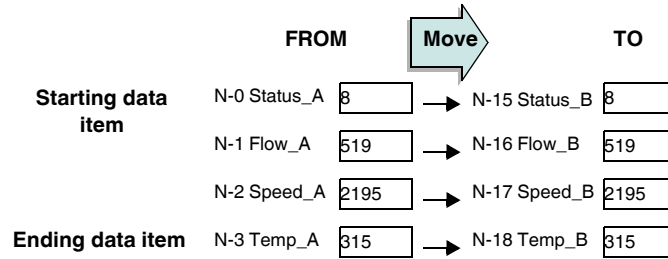 FROM Move TO
Starting data item N-0 Status_A 8 N-15 Status_B 8
N-1 Flow_A 519 N-16 Flow_B 519
N-2 Speed_A 2195 N-17 Speed_B 2195
Ending data item N-3 Temp_A 315 N-18 Temp_B 315